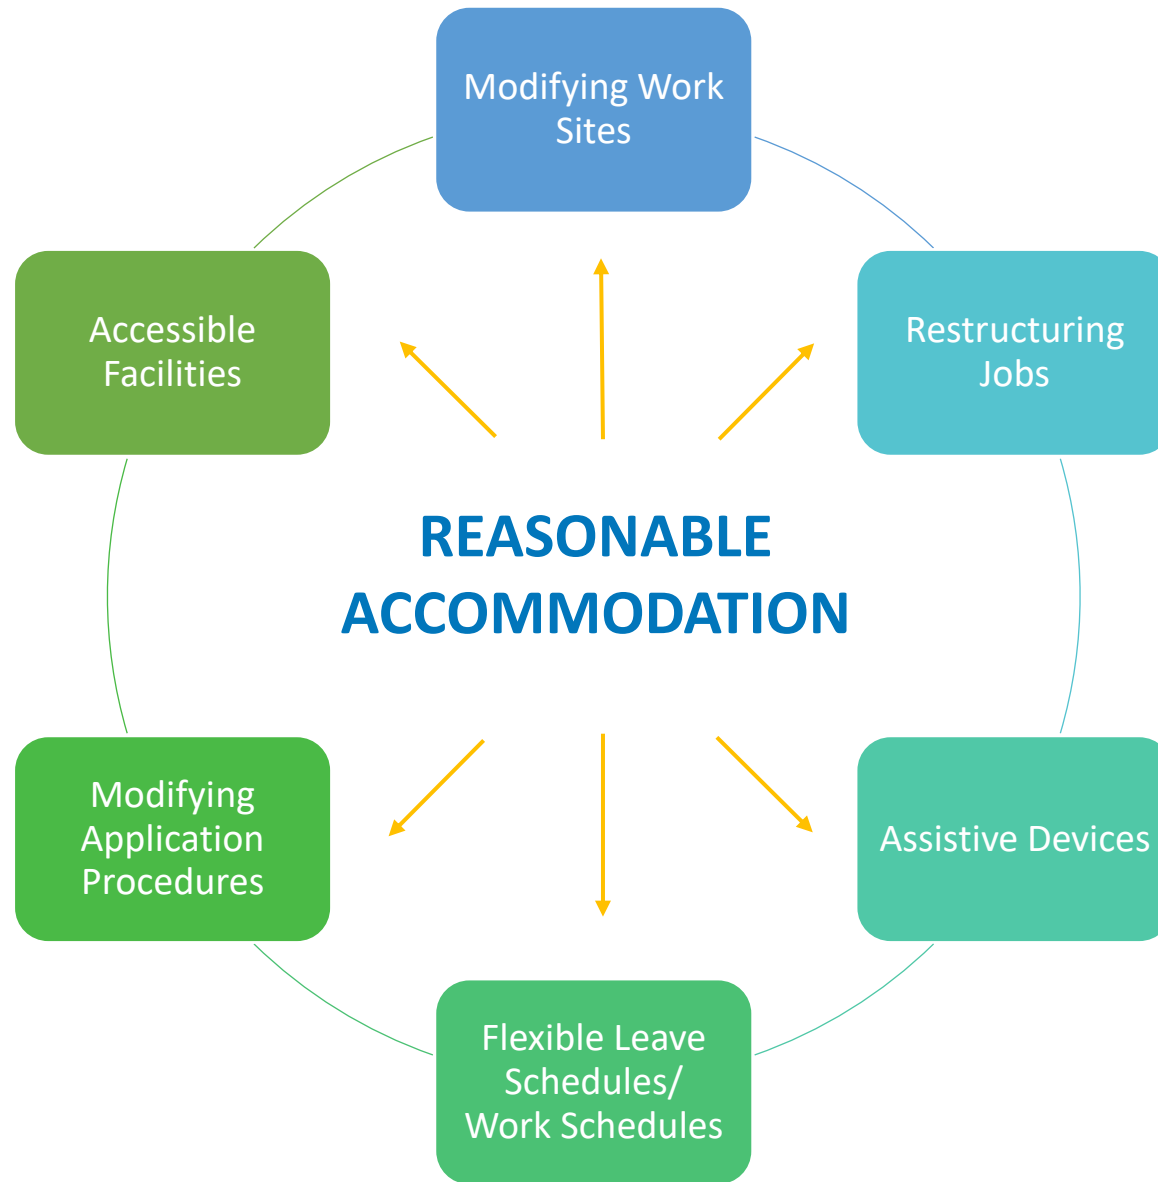 Modifying Work
Sites
Accessible
Facilities
Restructuring
Jobs
REASONABLE
ACCOMMODATION
Modifying
Application
Procedures
Assistive Devices
Flexible Leave
Schedules/
Work Schedules